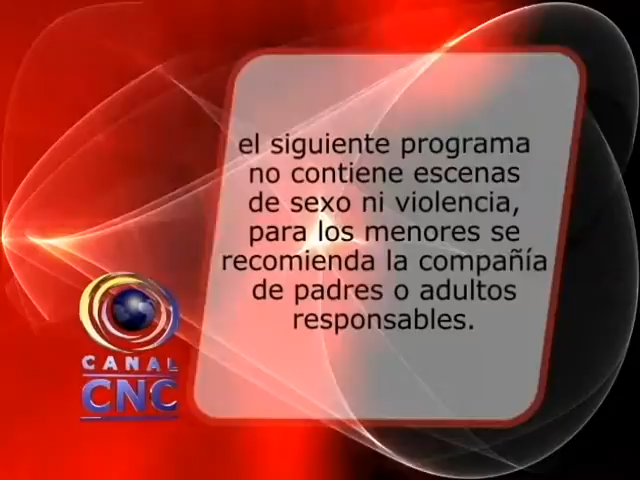 el siguiente programa
no contiene escenas
de sexo ni violencia,
para los menores se
recomienda la compañía
de padres o adultos
responsables.
CANAL
CNC